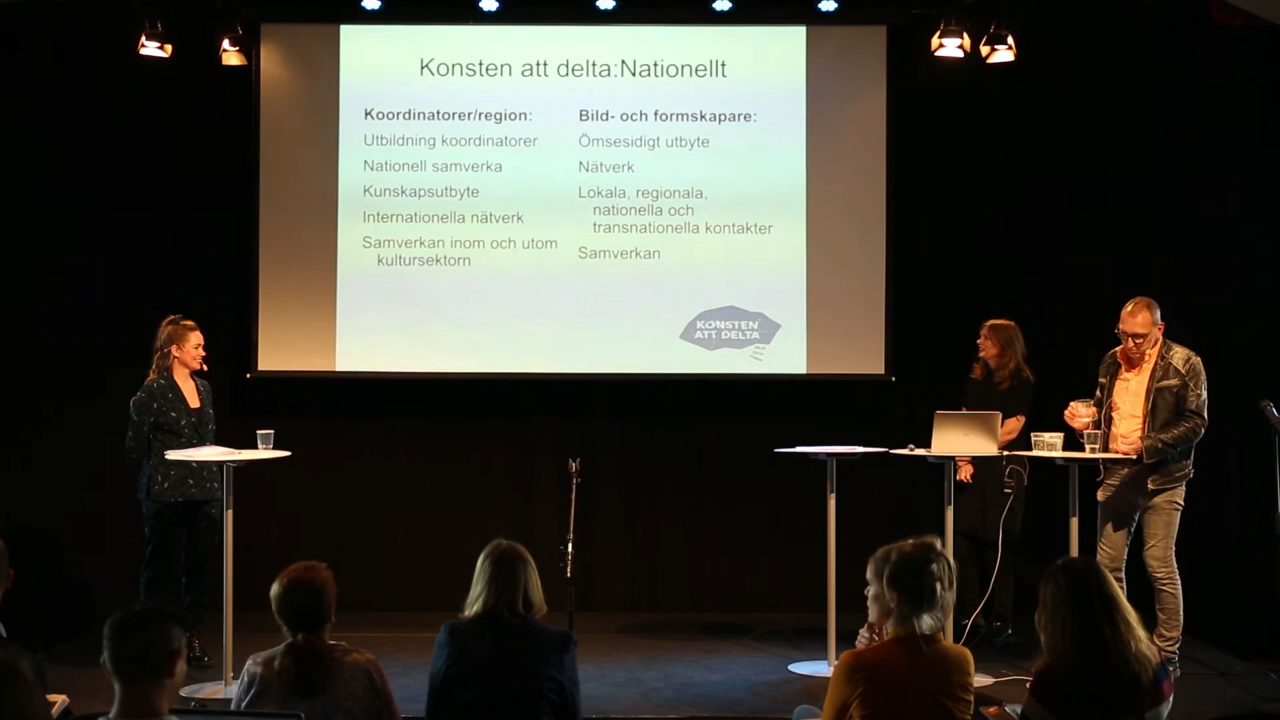 Konsten att delta:Nationellt
Koordinatorer/region:
Utbildning koordinatorer
Nationell samverka
Kunskapsutbyte
Internationella nätverk
Samverkan inom och utom
kultursektorn
Bild- och formskapare:
Ömsesidigt utbyte
Nätverk
Lokala, regionala,
nationella och
transnationella kontakter
Samverkan
KONSTEN
ATT DELTA